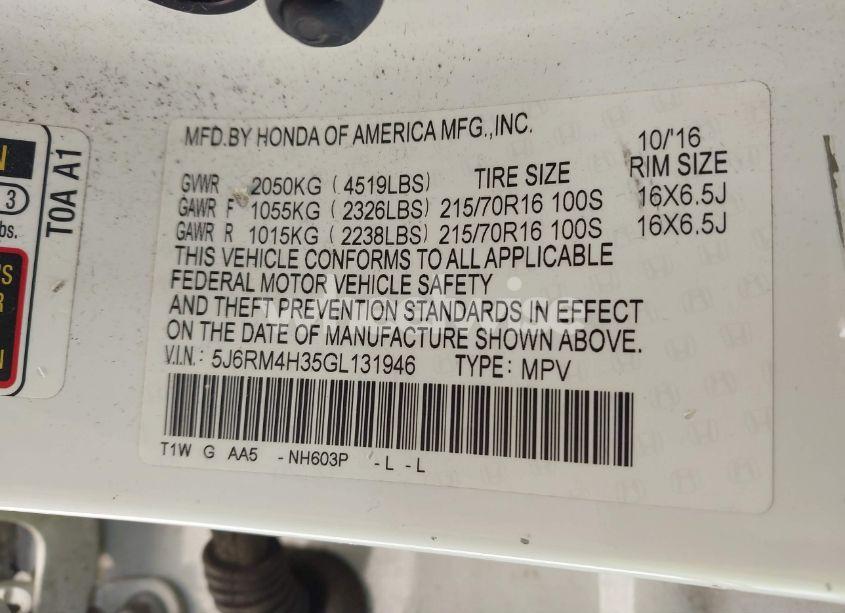 MFD.BY HONDA OF AMERICA MFG.,INC. 10/'16
GVWR 2050KG (4519LBS) TIRE SIZE RIM SIZE
GAWR F 1055KG (2326LBS) 215/70R16 100S 16X6.5J
GAWR R 1015KG (2238LBS) 215/70R16 100S 16X6.5J
THIS VEHICLE CONFORMS TO ALL APPLICABLE
FEDERAL MOTOR VEHICLE SAFETY
AND THEFT PREVENTION STANDARDS IN EFFECT
ON THE DATE OF MANUFACTURE SHOWN ABOVE.
V.I.N.: 5J6RM4H35GL131946 TYPE: MPV
T1W G AA5 -NH603P -L -L
T0A A1
N
3
bs.
'S
R
N